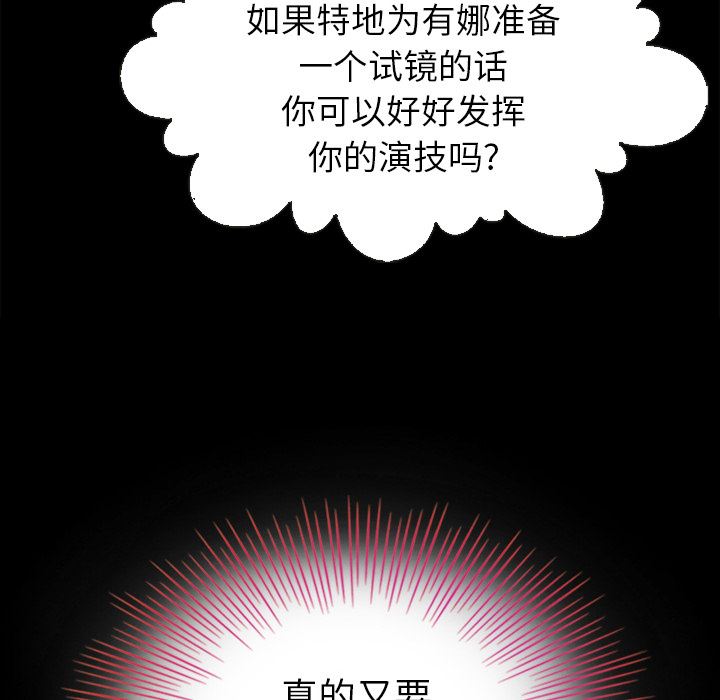 如果特地为有娜准备
一个试镜的话
你可以好好发挥
你的演技吗?
真的又要